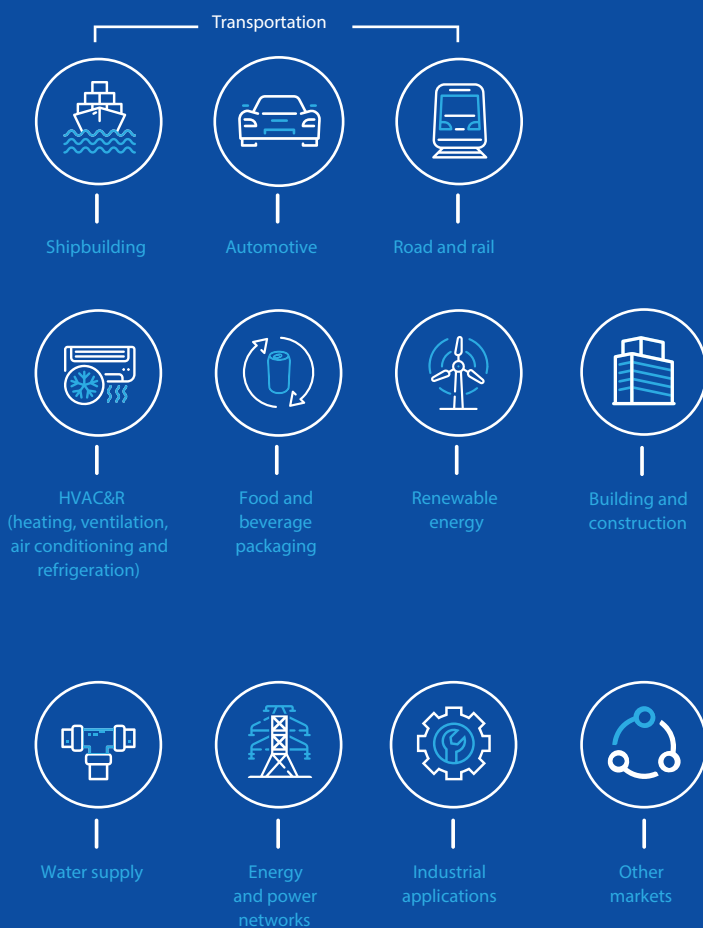 Transportation
Shipbuilding
Automotive
Road and rail
HVAC&R
(heating, ventilation,
air conditioning and
refrigeration)
Food and
beverage
packaging
Renewable
energy
Building and
construction
Water supply
Energy
and power
networks
Industrial
applications
Other
markets